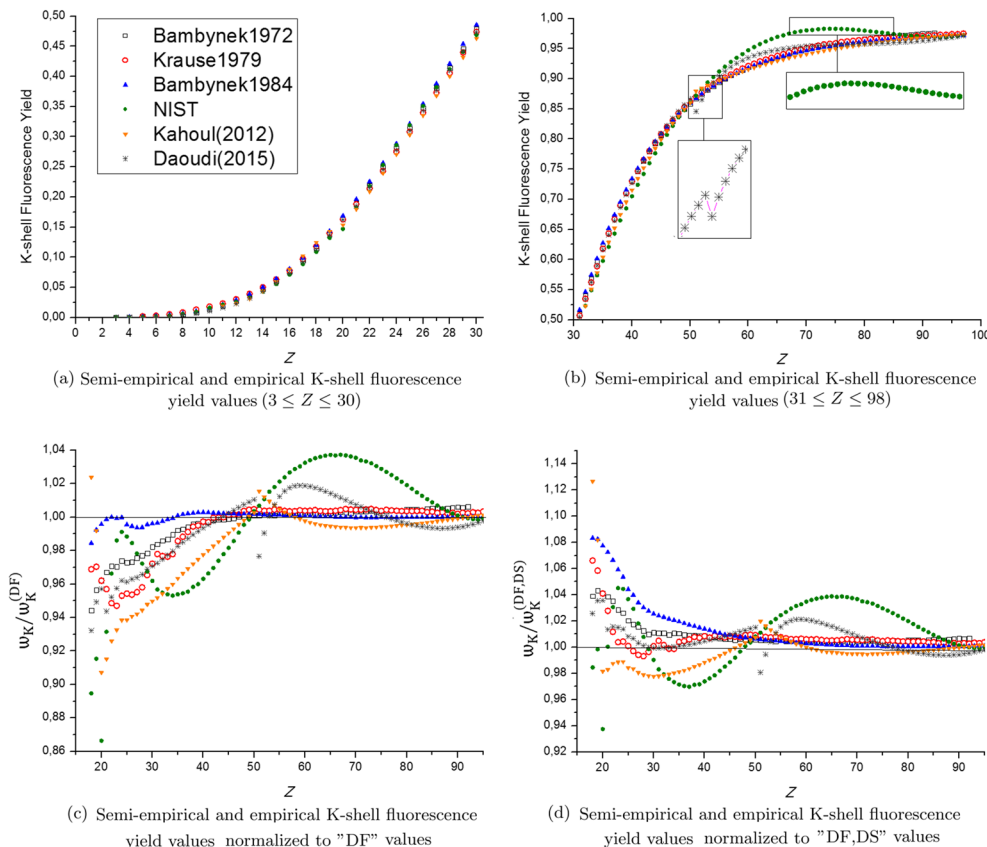 0,50
0,45
0,40
0,35
0,30
0,25
0,20
0,15
0,10
0,05
0,00
K-shell Fluorescence Yield
Bambynek1972
Krause1979
Bambynek1984
NIST
Kahoul(2012)
Daoudi(2015)
0 2 4 6 8 10 12 14 16 18 20 22 24 26 28 30
Z
(a) Semi-empirical and empirical K-shell fluorescence
yield values (3 ≤ Z ≤ 30)
1,00
0,95
0,90
0,85
0,80
0,75
0,70
0,65
0,60
0,55
0,50
K-shell Fluorescence Yield
30 40 50 60 70 80 90 100
Z
(b) Semi-empirical and empirical K-shell fluorescence
yield values (31 ≤ Z ≤ 98)
1,04
1,02
1,00
0,98
0,96
0,94
0,92
0,90
0,88
0,86
ω_K/ω_K^(DF)
20 30 40 50 60 70 80 90
Z
(c) Semi-empirical and empirical K-shell fluorescence
yield values normalized to "DF" values
1,14
1,12
1,10
1,08
1,06
1,04
1,02
1,00
0,98
0,96
0,94
0,92
ω_K/ω_K^(DF,DS)
20 30 40 50 60 70 80 90
Z
(d) Semi-empirical and empirical K-shell fluorescence
yield values normalized to "DF,DS" values